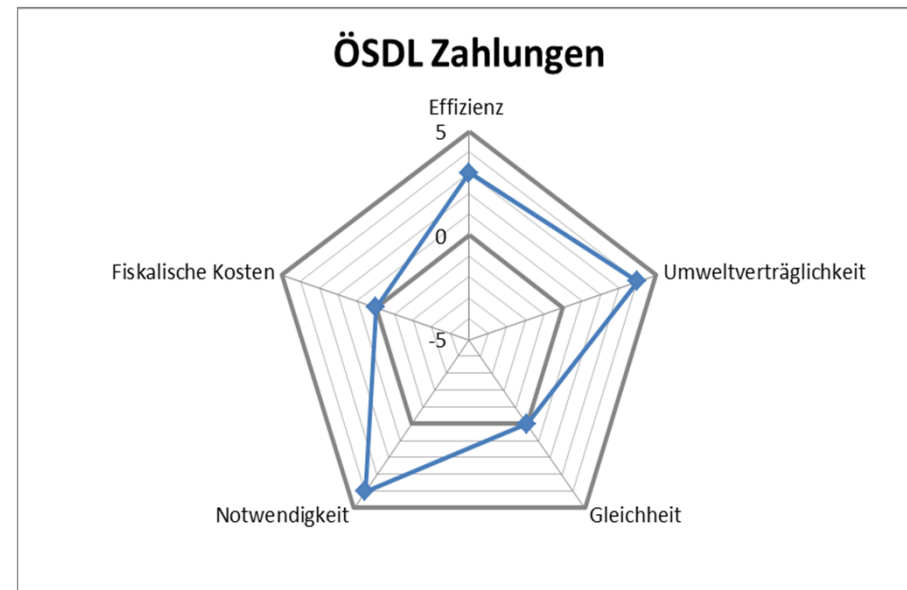 ÖSDL Zahlungen
Effizienz
5
0
-5
Fiskalische Kosten
Umweltverträglichkeit
Notwendigkeit
Gleichheit